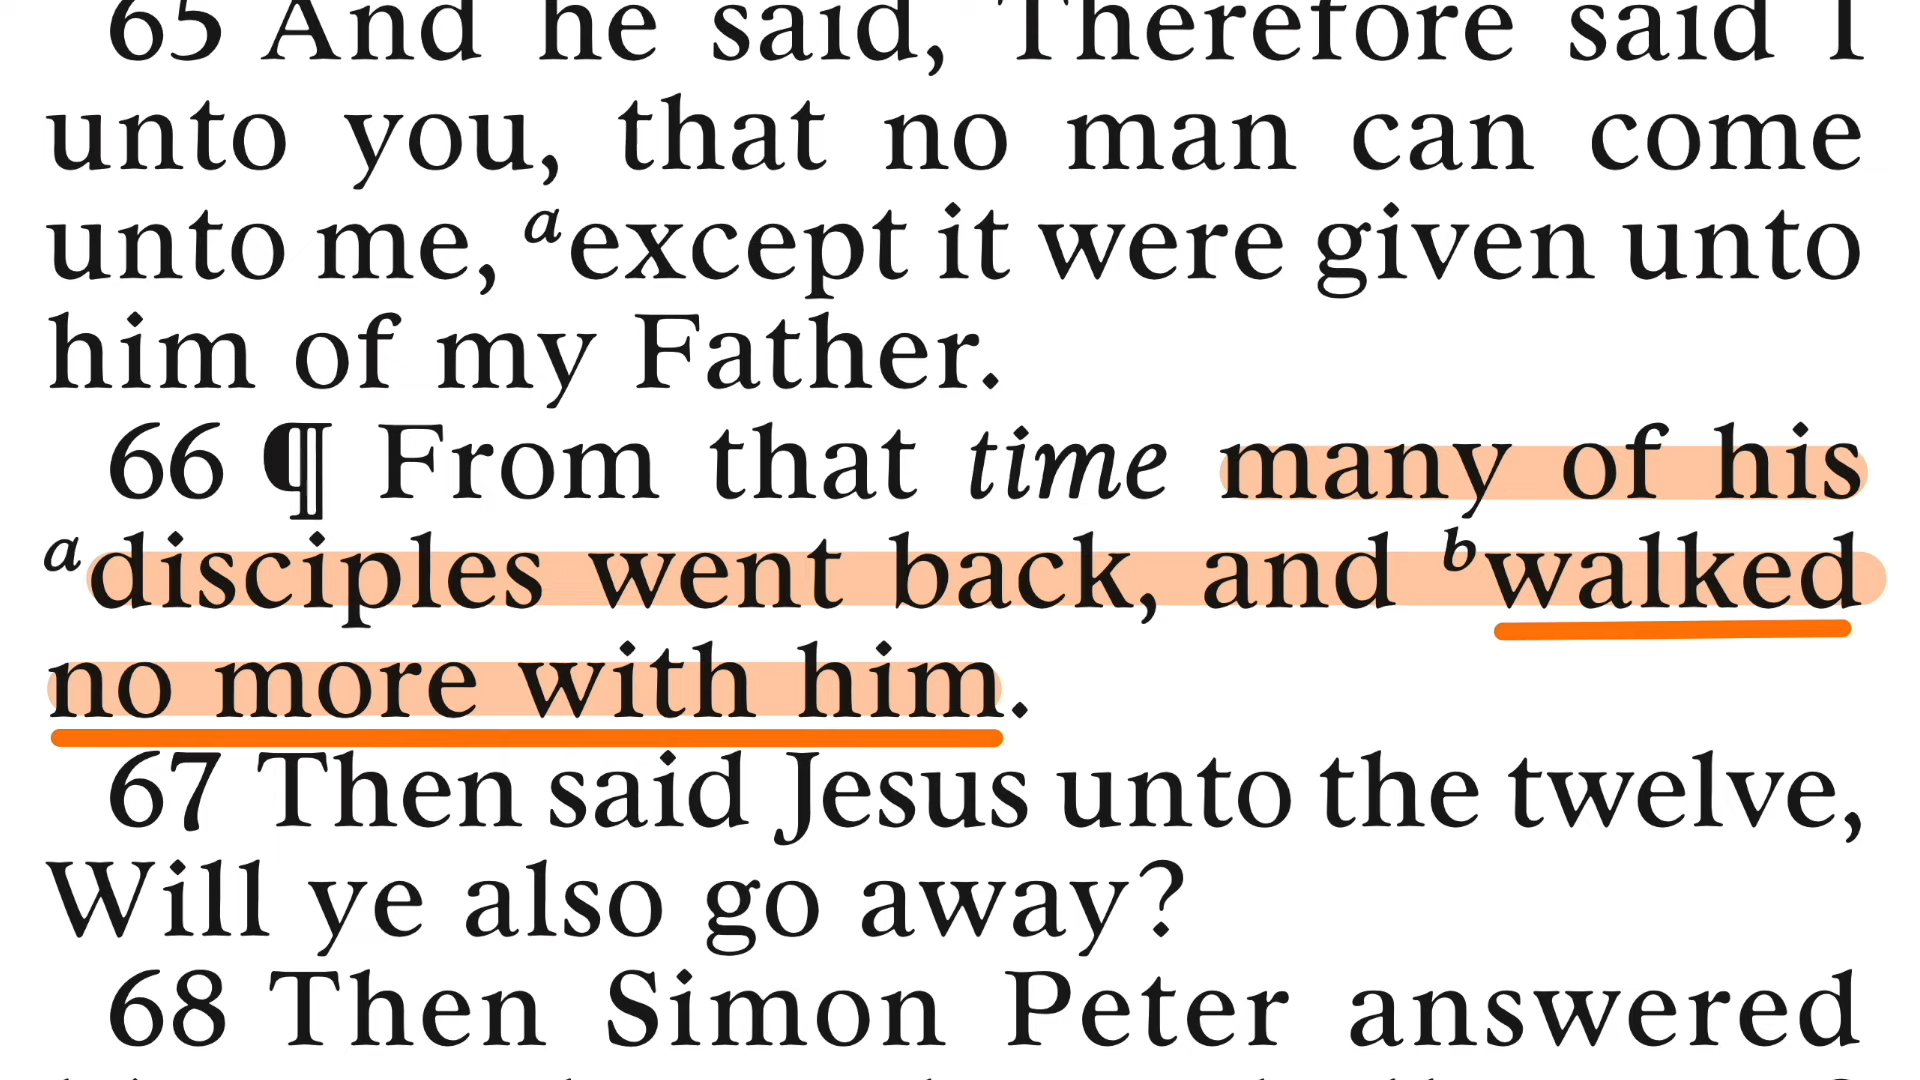 65 And he said, Therefore said I
unto you, that no man can come
unto me, ᵃexcept it were given unto
him of my Father.
66 ¶ From that time many of his
ᵃdisciples went back, and ᵇwalked
no more with him.
67 Then said Jesus unto the twelve,
Will ye also go away?
68 Then Simon Peter answered